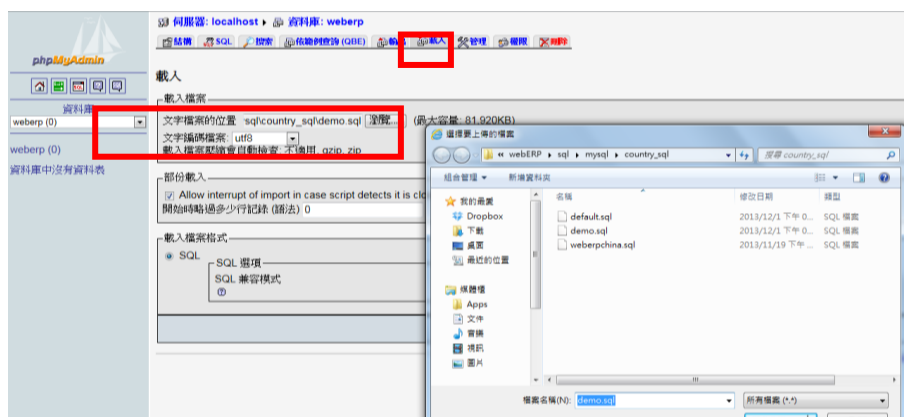 伺服器: localhost ▸ 資料庫: weberp
結構 SQL 搜索 依範例查詢 (QBE) 輸出 載入 管理 權限 刪除
phpMyAdmin
資料庫
weberp (0)
weberp (0)
資料庫中沒有資料表
載入
載入檔案
文字檔案的位置 sql\country_sql\demo.sql 瀏覽... (最大容量: 81,920KB)
文字編碼檔案: utf8
載入檔案壓縮會自動檢查: 不適用, gzip, zip
部份載入
Allow interrupt of import in case script detects it is clo
開始時略過多少行記錄 (語法) 0
載入檔案格式
SQL
SQL 選項
SQL 兼容模式
選擇要上傳的檔案
« webERP ▸ sql ▸ mysql ▸ country_sql
搜尋 country_sql
組合管理 新增資料夾
我的最愛
Dropbox
下載
桌面
最近的位置
媒體櫃
Apps
文件
音樂
視訊
圖片
名稱 修改日期 類型
default.sql 2013/12/1 下午 0... SQL 檔案
demo.sql 2013/12/1 下午 0... SQL 檔案
weberpchina.sql 2013/11/19 下午 ... SQL 檔案
檔案名稱(N): demo.sql 所有檔案 (*.*)